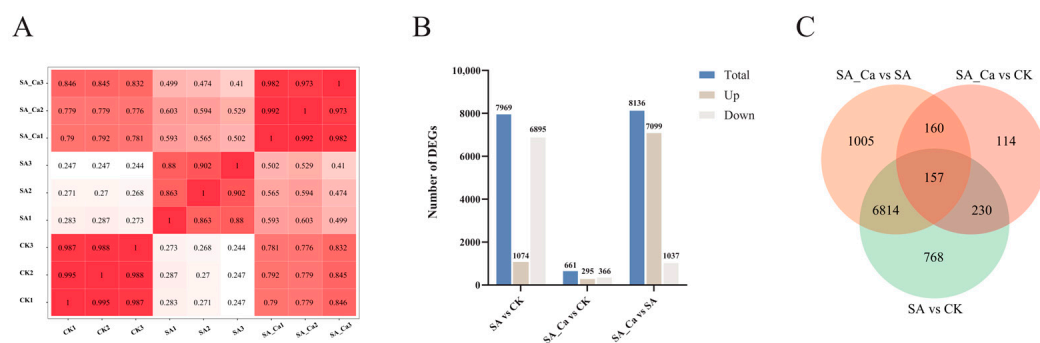 A
SA_Ca3 0.846 0.845 0.832 0.499 0.474 0.41 0.982 0.973 1
SA_Ca2 0.779 0.779 0.776 0.603 0.594 0.529 0.992 1 0.973
SA_Ca1 0.79 0.792 0.781 0.593 0.565 0.502 1 0.992 0.982
SA3 0.247 0.247 0.244 0.88 0.902 1 0.502 0.529 0.41
SA2 0.271 0.27 0.268 0.863 1 0.902 0.565 0.594 0.474
SA1 0.283 0.287 0.273 1 0.863 0.88 0.593 0.603 0.499
CK3 0.987 0.988 1 0.273 0.268 0.244 0.781 0.776 0.832
CK2 0.995 1 0.988 0.287 0.27 0.247 0.792 0.779 0.845
CK1 1 0.995 0.987 0.283 0.271 0.247 0.79 0.779 0.846
CK1 CK2 CK3 SA1 SA2 SA3 SA_Ca1 SA_Ca2 SA_Ca3
B
Number of DEGs
10,000
8000
6000
4000
2000
0
7969
1074
6895
661
295
366
8136
7099
1037
SA vs CK
SA_Ca vs CK
SA_Ca vs SA
Total
Up
Down
C
SA_Ca vs SA
SA_Ca vs CK
1005
160
114
157
6814
230
768
SA vs CK